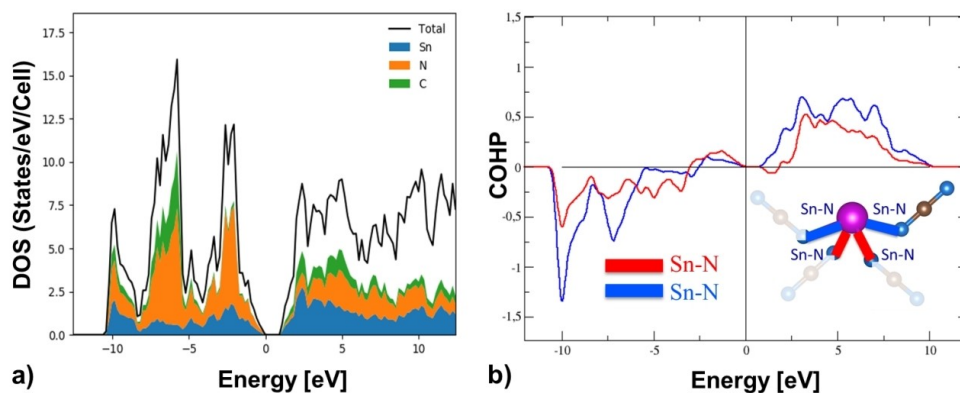 Total
Sn
N
C
17.5
15.0
12.5
10.0
7.5
5.0
2.5
0.0
DOS (States/eV/Cell)
−10
−5
0
5
10
Energy [eV]
a)
1,5
1
0,5
0
-0,5
-1
-1,5
COHP
Sn-N
Sn-N
Sn-N
Sn-N
Sn-N
Sn-N
-10
-5
0
5
10
Energy [eV]
b)